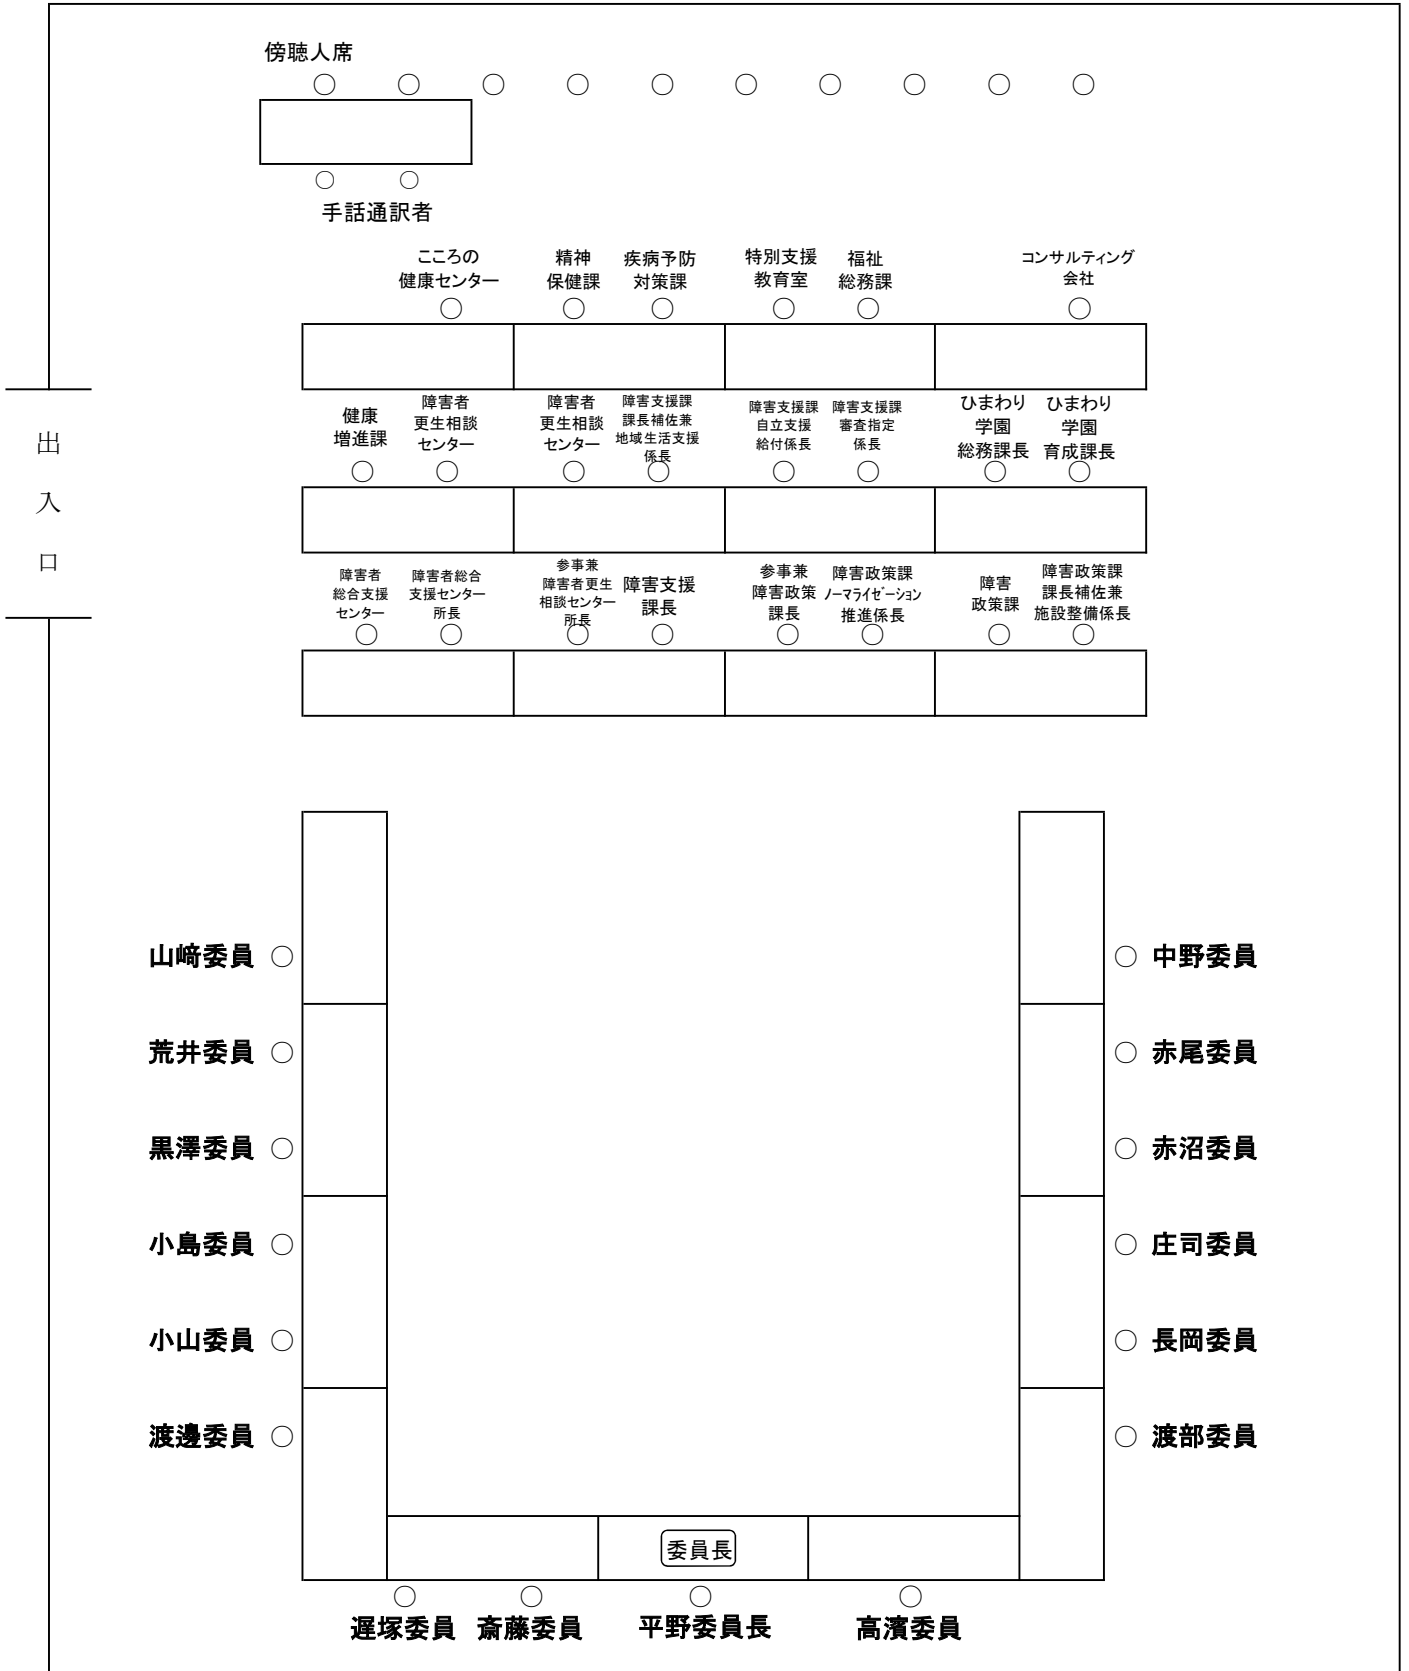 傍聴人席
手話通訳者
こころの
健康センター
精神
保健課
疾病予防
対策課
特別支援
教育室
福祉
総務課
コンサルティング
会社
出
入
口
健康
増進課
障害者
更生相談
センター
障害者
更生相談
センター
障害支援課
課長補佐兼
地域生活支援
係長
障害支援課
自立支援
給付係長
障害支援課
審査指定
係長
ひまわり
学園
総務課長
ひまわり
学園
育成課長
障害者
総合支援
センター
障害者総合
支援センター
所長
参事兼
障害者更生
相談センター
所長
障害支援
課長
参事兼
障害政策
課長
障害政策課
ノーマライゼーション
推進係長
障害
政策課
障害政策課
課長補佐兼
施設整備係長
山﨑委員
中野委員
荒井委員
赤尾委員
黒澤委員
赤沼委員
小島委員
庄司委員
小山委員
長岡委員
渡邊委員
渡部委員
委員長
遅塚委員
斎藤委員
平野委員長
高濱委員